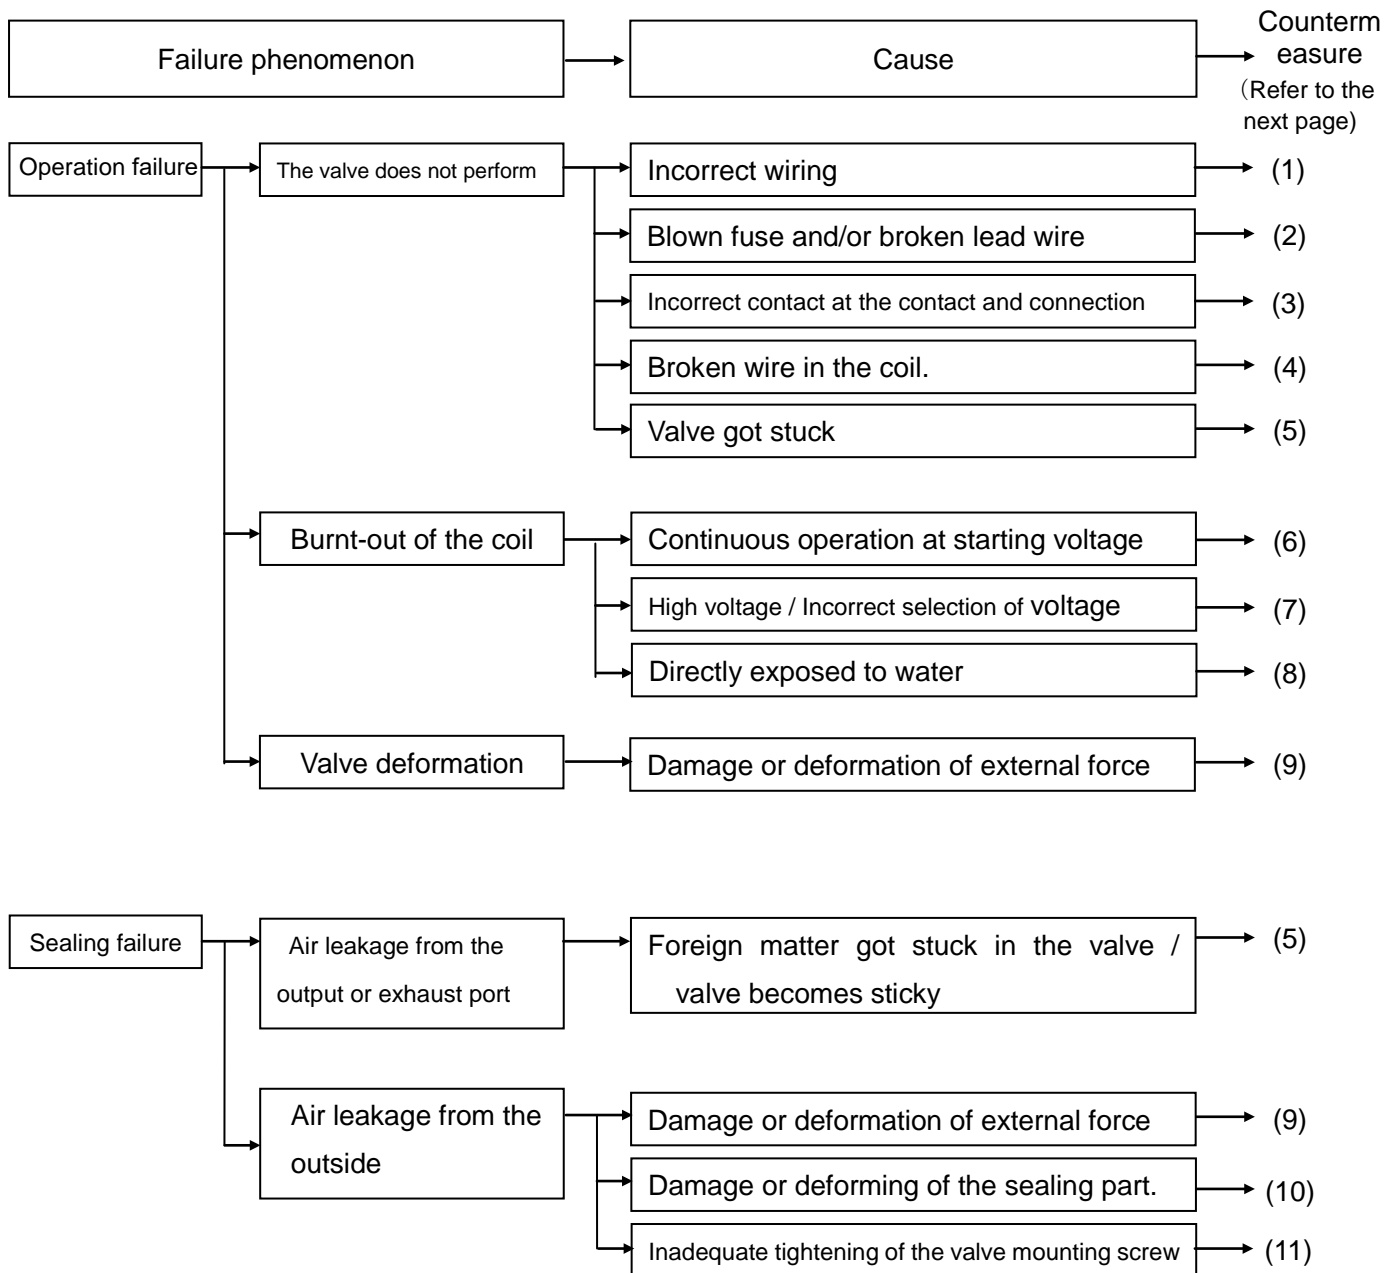 Failure phenomenon
Cause
Counterm
easure
（Refer to the
next page)
Operation failure
The valve does not perform
Incorrect wiring
(1)
Blown fuse and/or broken lead wire
(2)
Incorrect contact at the contact and connection
(3)
Broken wire in the coil.
(4)
Valve got stuck
(5)
Burnt-out of the coil
Continuous operation at starting voltage
(6)
High voltage / Incorrect selection of voltage
(7)
Directly exposed to water
(8)
Valve deformation
Damage or deformation of external force
(9)
Sealing failure
Air leakage from the
output or exhaust port
Foreign matter got stuck in the valve /
valve becomes sticky
(5)
Air leakage from the
outside
Damage or deformation of external force
(9)
Damage or deforming of the sealing part.
(10)
Inadequate tightening of the valve mounting screw
(11)